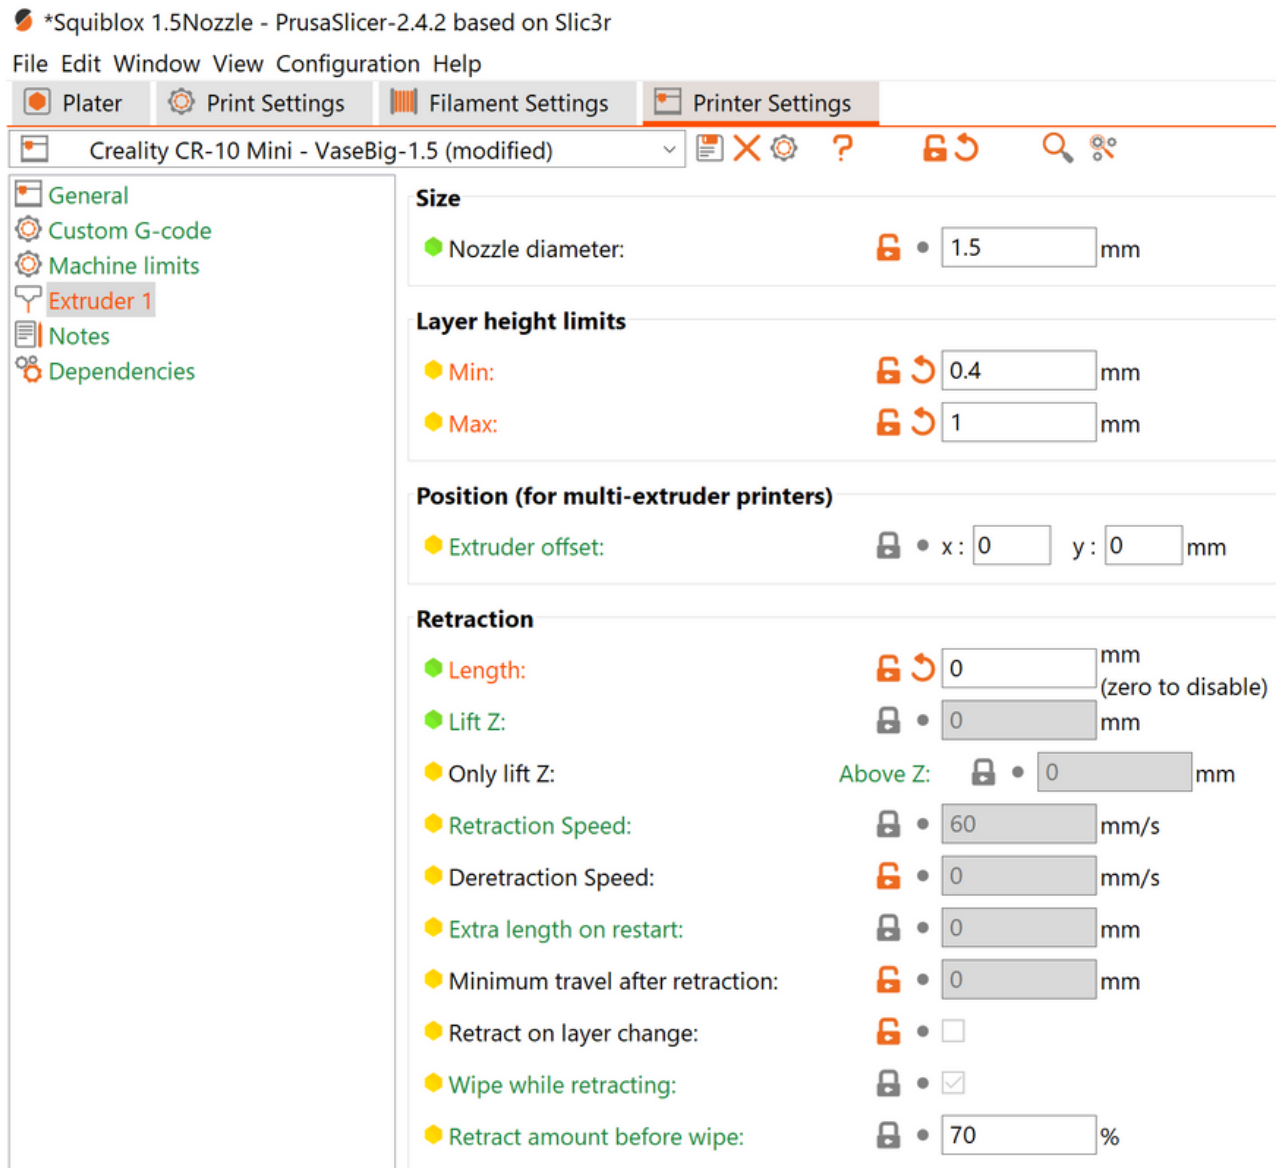 *Squiblox 1.5Nozzle - PrusaSlicer-2.4.2 based on Slic3r
File Edit Window View Configuration Help
Plater Print Settings Filament Settings Printer Settings
Creality CR-10 Mini - VaseBig-1.5 (modified)
General
Custom G-code
Machine limits
Extruder 1
Notes
Dependencies
Size
Nozzle diameter: 1.5 mm
Layer height limits
Min: 0.4 mm
Max: 1 mm
Position (for multi-extruder printers)
Extruder offset: x: 0 y: 0 mm
Retraction
Length: 0 mm
(zero to disable)
Lift Z: 0 mm
Only lift Z: Above Z: 0 mm
Retraction Speed: 60 mm/s
Deretraction Speed: 0 mm/s
Extra length on restart: 0 mm
Minimum travel after retraction: 0 mm
Retract on layer change:
Wipe while retracting:
Retract amount before wipe: 70 %